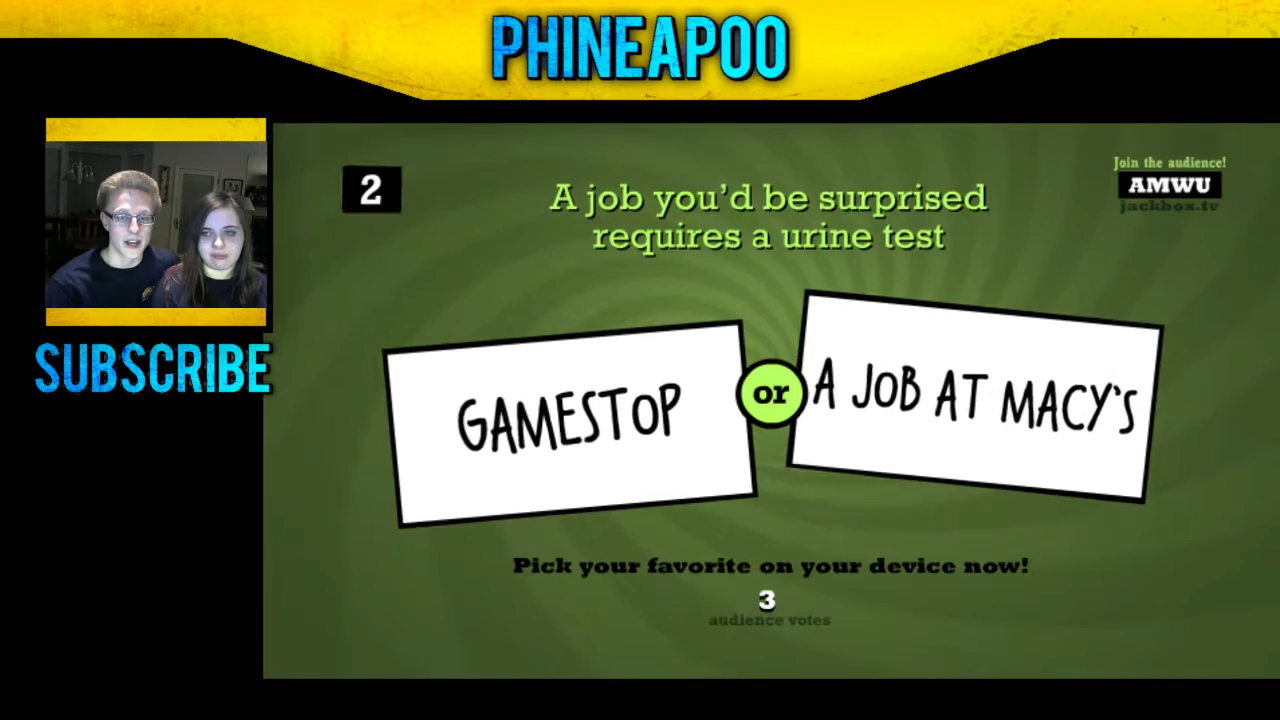 PHINEAPOO
SUBSCRIBE
2
A job you'd be surprised
requires a urine test
Join the audience!
AMWU
jackbox.tv
GAMESTOP
or
A JOB AT MACY'S
Pick your favorite on your device now!
3
audience votes